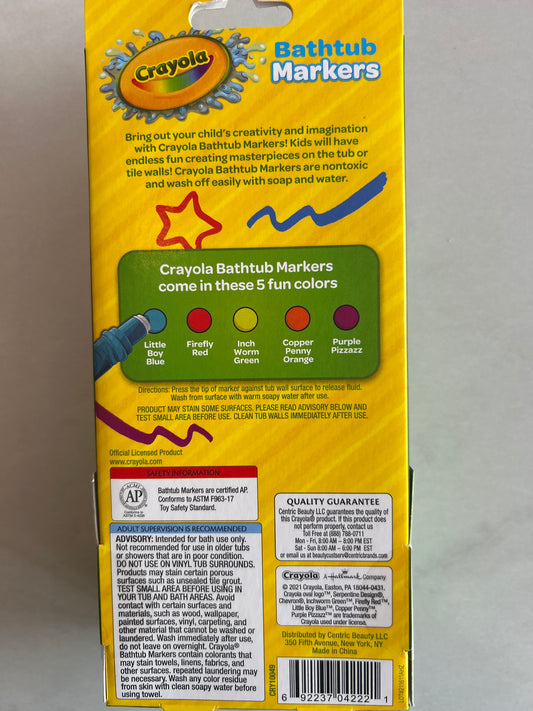 Crayola
Bathtub
Markers
Bring out your child's creativity and imagination
with Crayola Bathtub Markers! Kids will have
endless fun creating masterpieces on the tub or
tile walls! Crayola Bathtub Markers are nontoxic
and wash off easily with soap and water.
Crayola Bathtub Markers
come in these 5 fun colors
Little
Boy
Blue
Firefly
Red
Inch
Worm
Green
Copper
Penny
Orange
Purple
Pizzazz
Directions: Press the tip of marker against tub wall surface to release fluid.
Wash from surface with warm soapy water after use.
PRODUCT MAY STAIN SOME SURFACES, PLEASE READ ADVISORY BELOW AND
TEST SMALL AREA BEFORE USE. CLEAN TUB WALLS IMMEDIATELY AFTER USE.
Official Licensed Product
www.crayola.com
SAFETY INFORMATION
ACMI
AP
Conforms to
ASTM D-4236
Bathtub Markers are certified AP.
Conforms to ASTM F963-17
Toy Safety Standard.
ADULT SUPERVISION IS RECOMMENDED
ADVISORY: Intended for bath use only.
Not recommended for use in older tubs
or showers that are in poor condition.
DO NOT USE ON VINYL TUB SURROUNDS.
Products may stain certain porous
surfaces such as unsealed tile grout.
TEST SMALL AREA BEFORE USING IN
YOUR TUB AND BATH AREAS. Avoid
contact with certain surfaces and
materials, such as wood, wallpaper,
painted surfaces, vinyl, carpeting, and
other material that cannot be washed or
laundered. Wash immediately after use,
do not leave on overnight. Crayola®
Bathtub Markers contain colorants that
may stain towels, linens, fabrics, and
other surfaces. repeated laundering may
be necessary. Wash any color residue
from skin with clean soapy water before
using towel.
QUALITY GUARANTEE
Centric Beauty LLC guarantees the quality of
this Crayola® product. If this product does
not perform properly, contact us
Toll Free at (888) 788-0711
Mon - Fri, 8:00 AM – 8:00 PM EST
Sat - Sun 8:00 AM – 6:00 PM EST
or email us at beautycatserv@centricbrands.com
Crayola A Hallmark Company
© 2021 Crayola, Easton, PA 18044-0431.
Crayola oval logo™, Serpentine Design®,
Chevron®, Inchworm Green™, Firefly Red™,
Little Boy Blue™, Copper Penny™,
Purple Pizzazz™ are trademarks of
Crayola used under license.
Distributed by Centric Beauty LLC
350 Fifth Avenue, New York, NY
Made in China
CRY10049
6 92237 04222 1